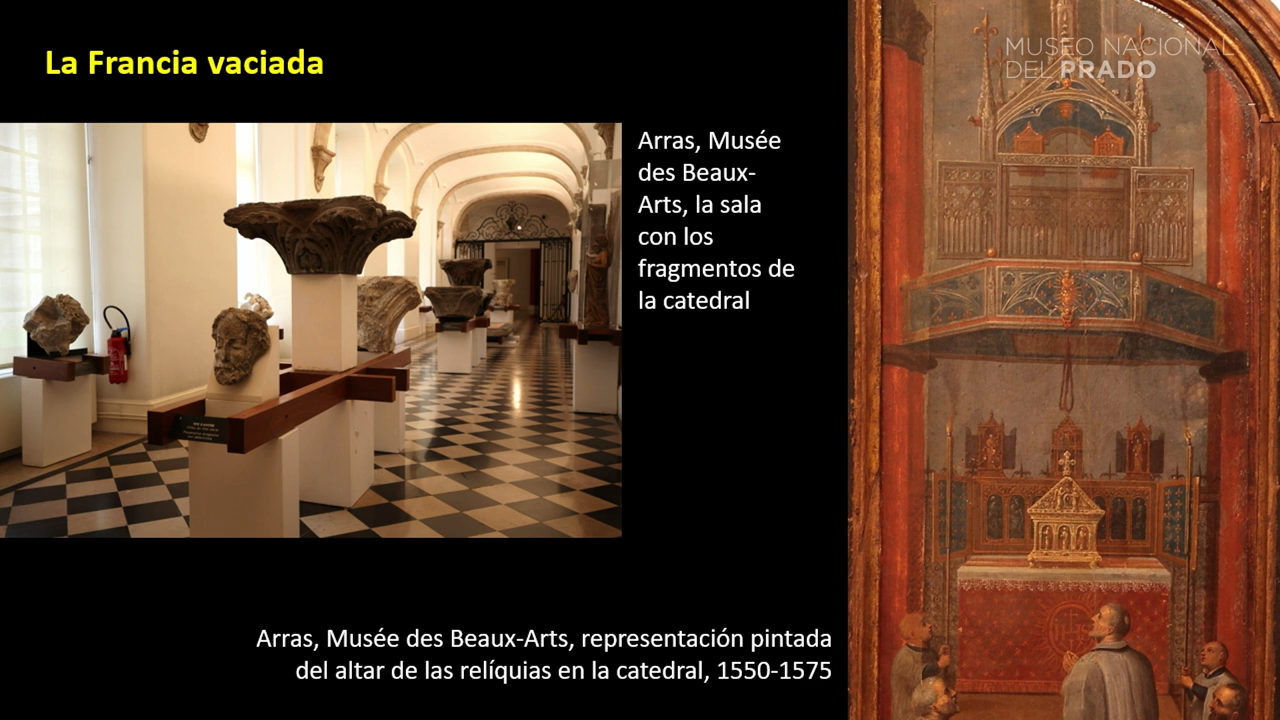 La Francia vaciada
MUSEO NACIONAL
DEL PRADO
Arras, Musée
des Beaux-
Arts, la sala
con los
fragmentos de
la catedral
Arras, Musée des Beaux-Arts, representación pintada
del altar de las relíquias en la catedral, 1550-1575